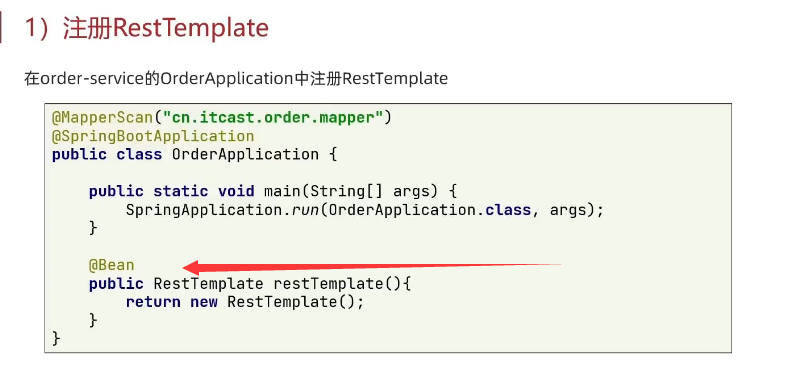 1）注册RestTemplate
在order-service的OrderApplication中注册RestTemplate
@MapperScan("cn.itcast.order.mapper")
@SpringBootApplication
public class OrderApplication {
public static void main(String[] args) {
SpringApplication.run(OrderApplication.class, args);
}
@Bean
public RestTemplate restTemplate(){
return new RestTemplate();
}
}